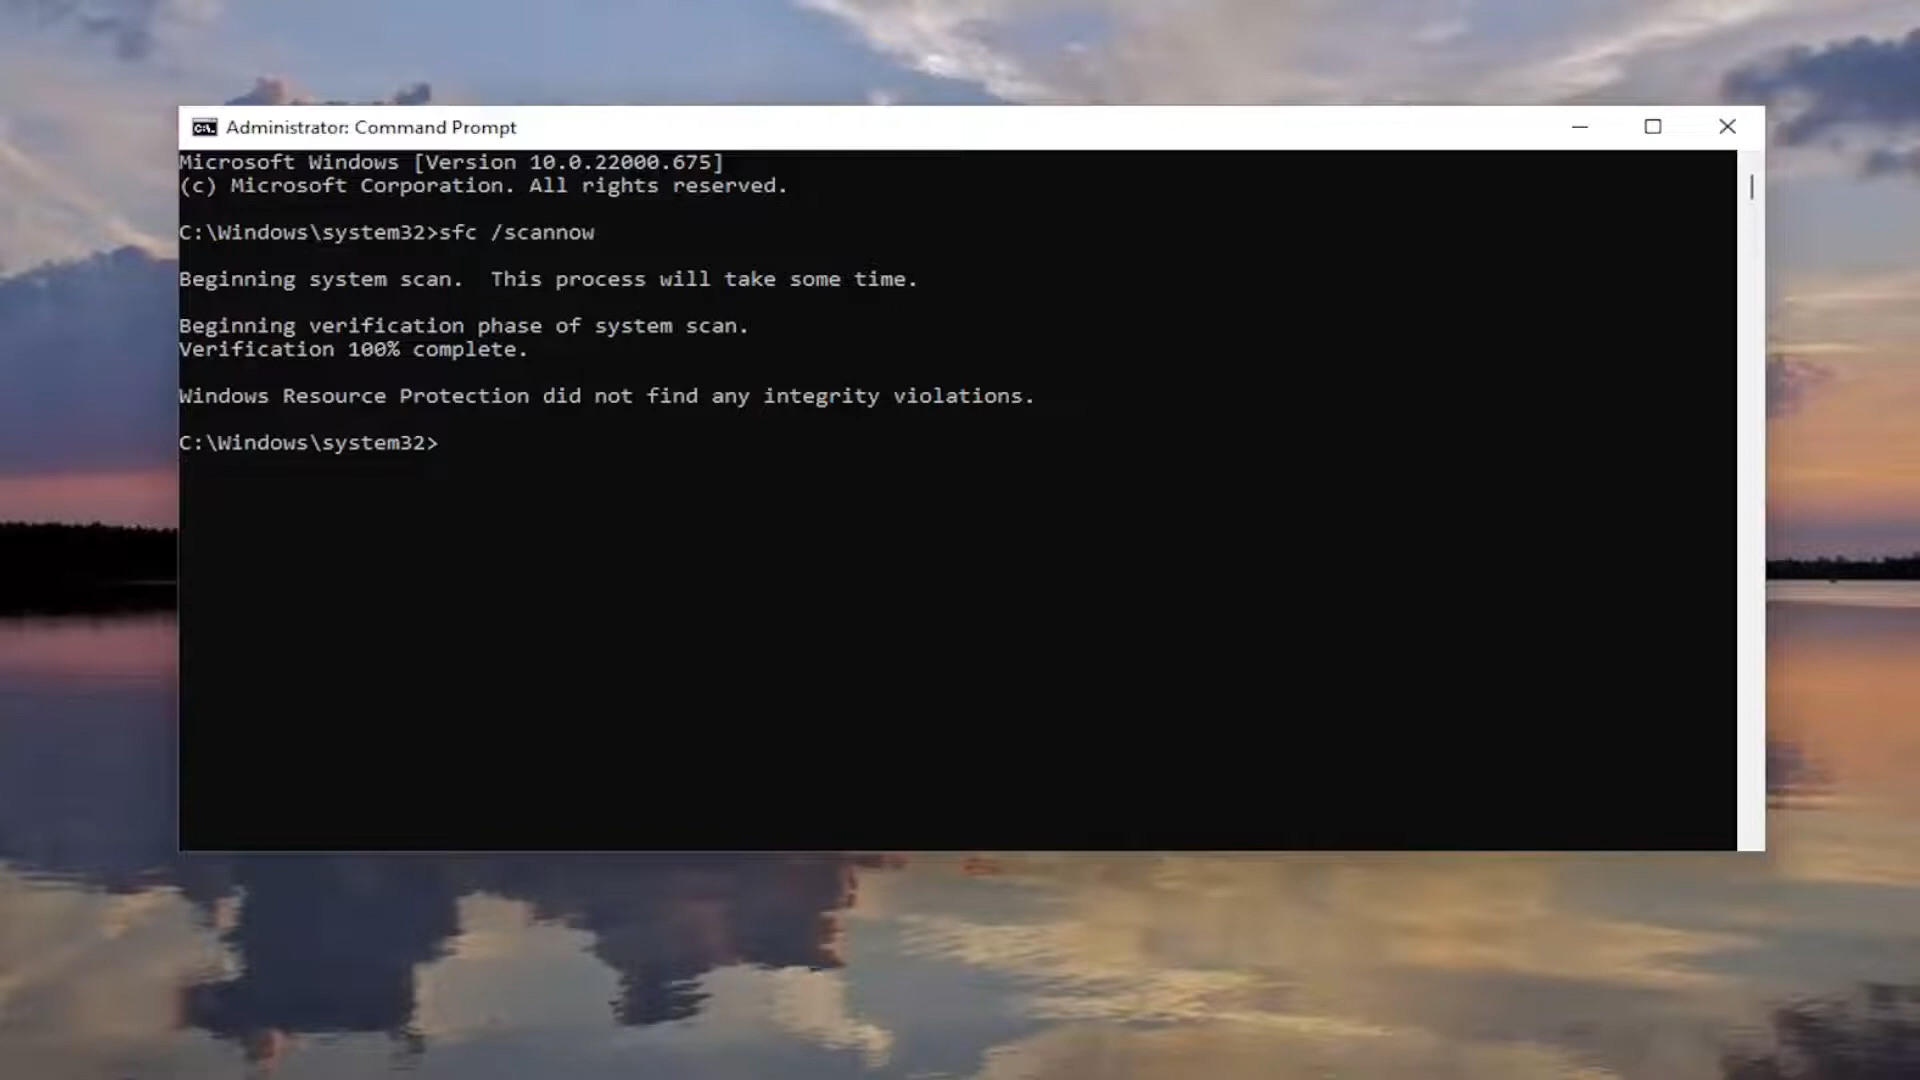 Administrator: Command Prompt
Microsoft Windows [Version 10.0.22000.675]
(c) Microsoft Corporation. All rights reserved.
C:\Windows\system32>sfc /scannow
Beginning system scan.  This process will take some time.
Beginning verification phase of system scan.
Verification 100% complete.
Windows Resource Protection did not find any integrity violations.
C:\Windows\system32>